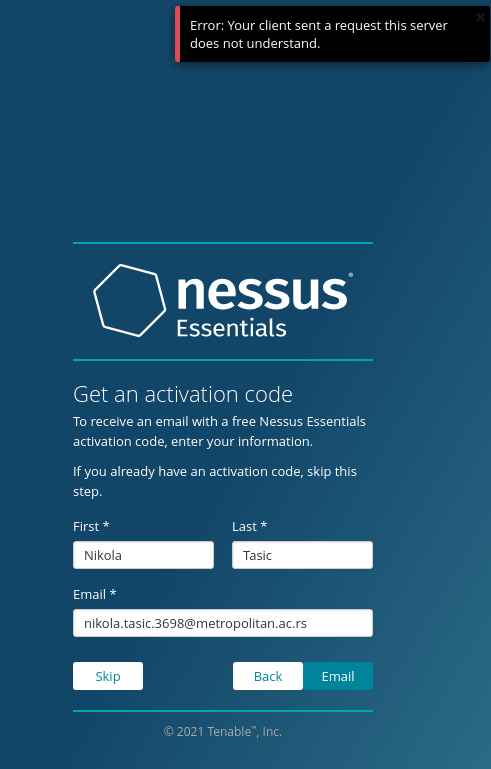 Error: Your client sent a request this server
does not understand.
×
nessus®
Essentials
Get an activation code
To receive an email with a free Nessus Essentials
activation code, enter your information.
If you already have an activation code, skip this
step.
First * Last *
Nikola Tasic
Email *
nikola.tasic.3698@metropolitan.ac.rs
Skip Back Email
© 2021 Tenable™, Inc.